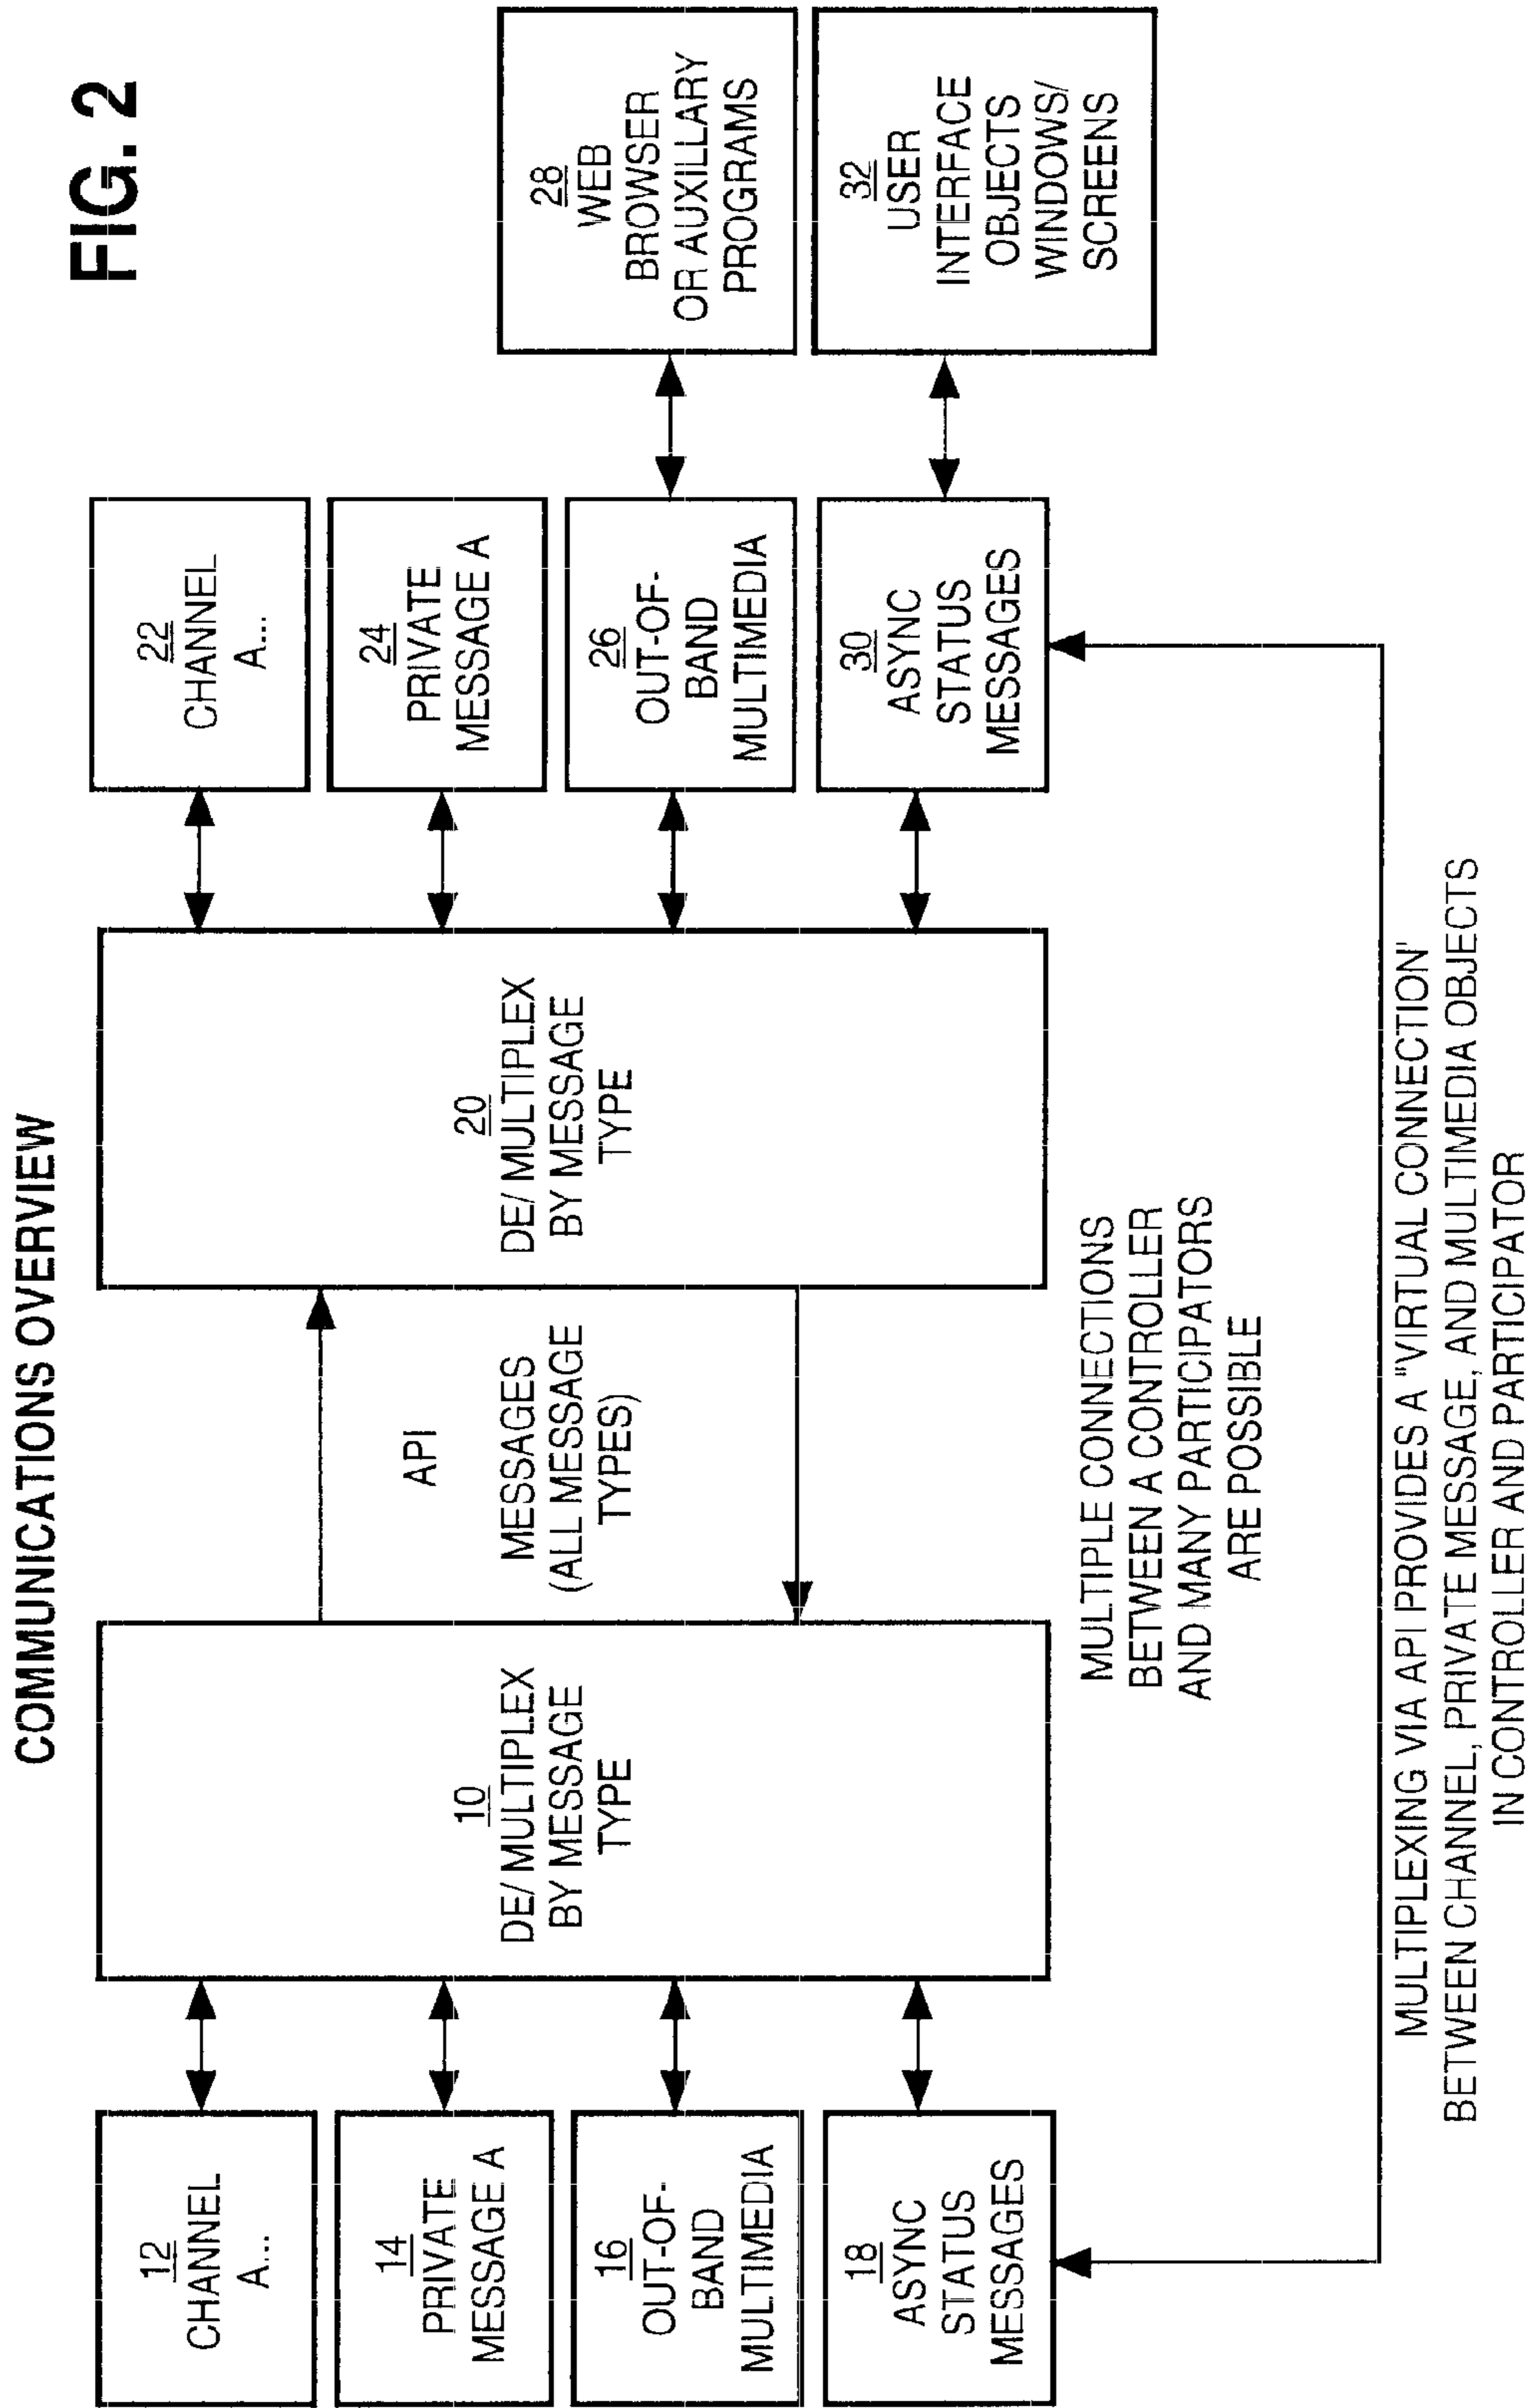 COMMUNICATIONS OVERVIEW
FIG. 2
12
CHANNEL
A...
14
PRIVATE
MESSAGE A
16
OUT-OF-
BAND
MULTIMEDIA
18
ASYNC
STATUS
MESSAGES
10
DE/ MULTIPLEX
BY MESSAGE
TYPE
API
MESSAGES
(ALL MESSAGE
TYPES)
20
DE/ MULTIPLEX
BY MESSAGE
TYPE
22
CHANNEL
A...
24
PRIVATE
MESSAGE A
26
OUT-OF-
BAND
MULTIMEDIA
30
ASYNC
STATUS
MESSAGES
28
WEB
BROWSER
OR AUXILLARY
PROGRAMS
32
USER
INTERFACE
OBJECTS
WINDOWS/
SCREENS
MULTIPLE CONNECTIONS
BETWEEN A CONTROLLER
AND MANY PARTICIPATORS
ARE POSSIBLE
MULTIPLEXING VIA API PROVIDES A "VIRTUAL CONNECTION'
BETWEEN CHANNEL, PRIVATE MESSAGE, AND MULTIMEDIA OBJECTS
IN CONTROLLER AND PARTICIPATOR